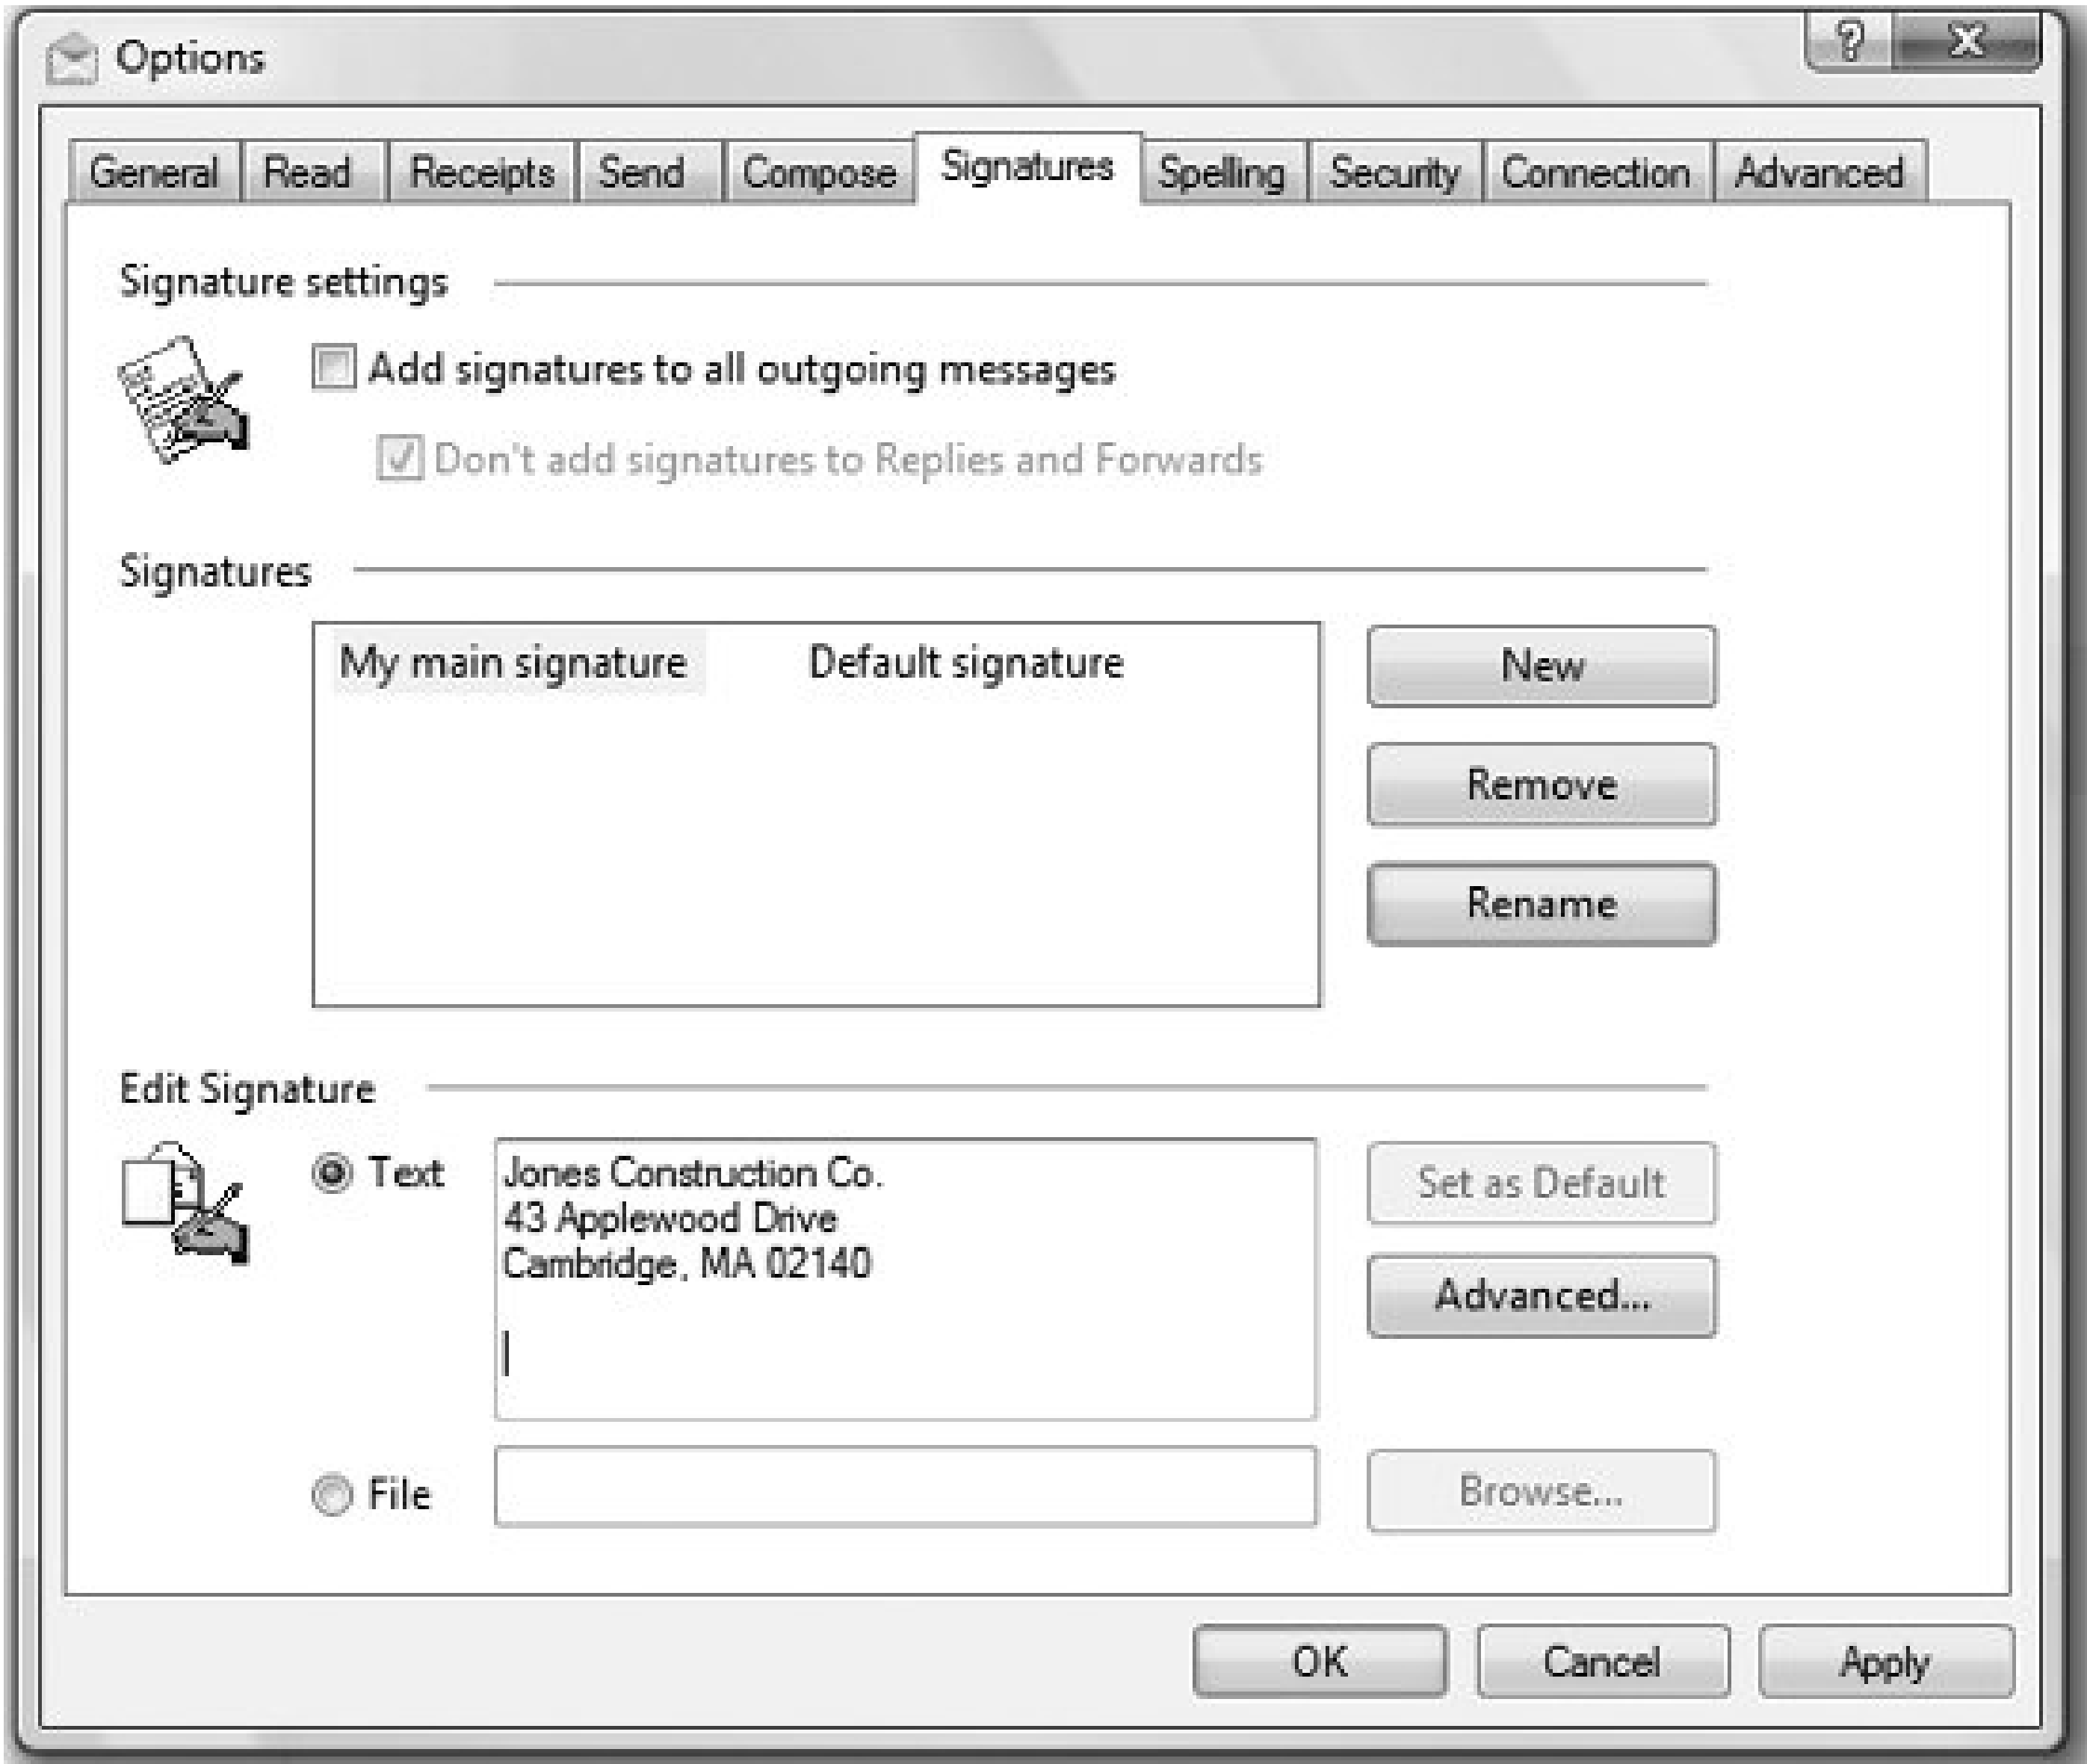 Options
General Read Receipts Send Compose Signatures Spelling Security Connection Advanced
Signature settings
Add signatures to all outgoing messages
Don't add signatures to Replies and Forwards
Signatures
My main signature Default signature
New
Remove
Rename
Edit Signature
Text
Jones Construction Co.
43 Applewood Drive
Cambridge, MA 02140
Set as Default
Advanced...
File
Browse...
OK Cancel Apply